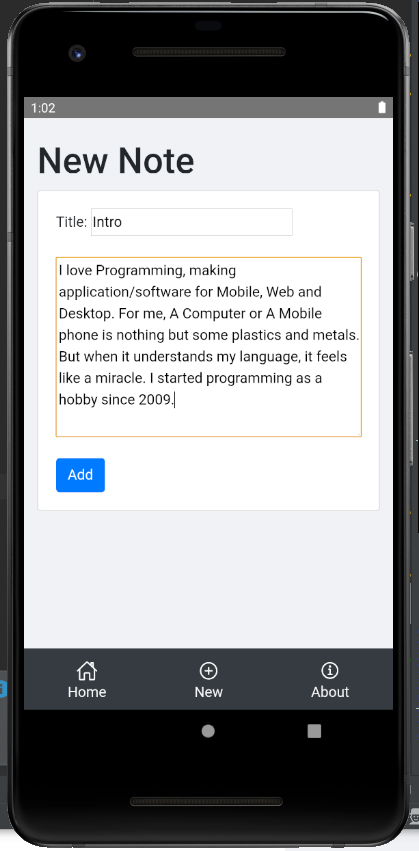 1:02
New Note
Title: Intro
I love Programming, making
application/software for Mobile, Web and
Desktop. For me, A Computer or A Mobile
phone is nothing but some plastics and metals.
But when it understands my language, it feels
like a miracle. I started programming as a
hobby since 2009.
Add
Home New About